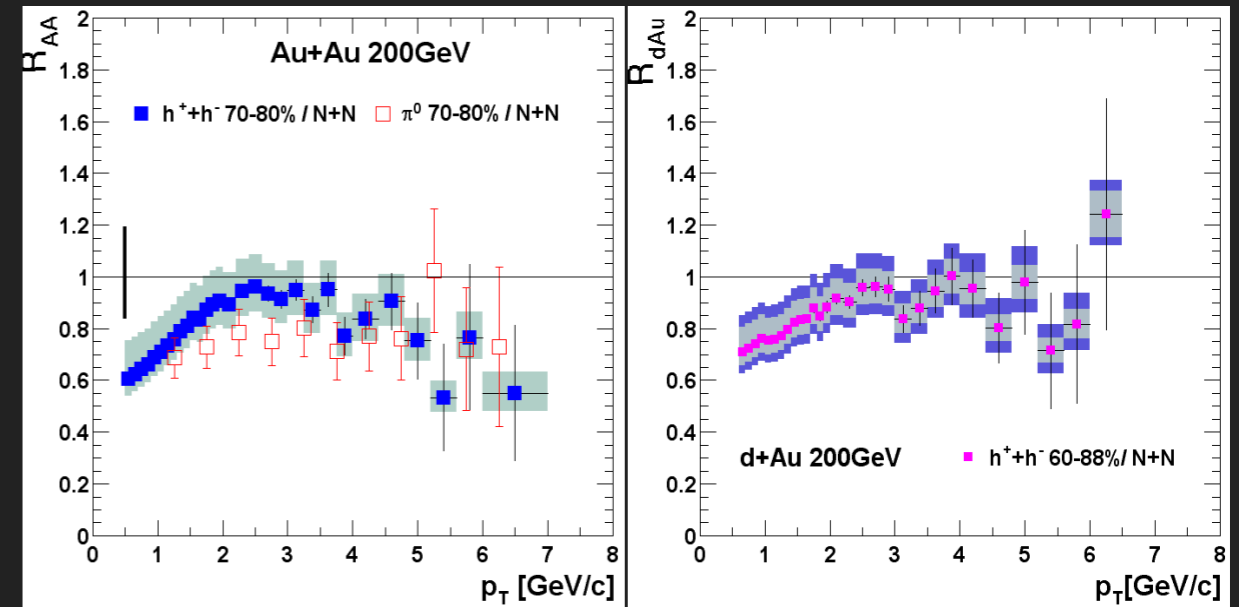 R_AA
Au+Au 200GeV
h⁺+h⁻ 70-80% / N+N
π⁰ 70-80% / N+N
2
1.8
1.6
1.4
1.2
1
0.8
0.6
0.4
0.2
0
0 1 2 3 4 5 6 7 8
p_T [GeV/c]
R_dAu
2
1.8
1.6
1.4
1.2
1
0.8
0.6
0.4
0.2
0
d+Au 200GeV
h⁺+h⁻ 60-88%/ N+N
0 1 2 3 4 5 6 7 8
p_T[GeV/c]